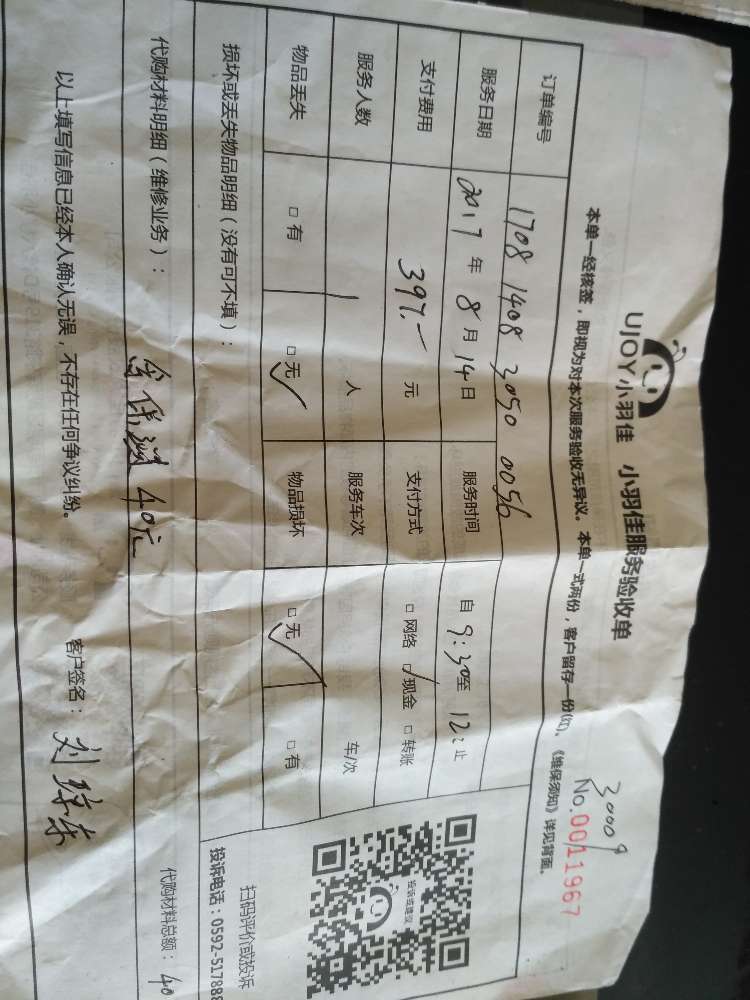 UJOY小羽佳 小羽佳服务验收单
30009
No.0011967
本单一经核签，即视为对本次服务验收无异议。本单一式两份，客户留存一份(红)。《维保须知》详见背面。
订单编号 1708 1408 3050 0056
服务日期 2017 年 8 月 14 日 服务时间 自 9:30 至 12: 止
支付费用 397.- 元 支付方式 □ 网络 ☑ 现金 □ 转账
服务人数 1 人 服务车次 车/次
物品丢失 □ 有 □ 无 ✓ 物品损坏 □ 无 ✓ □ 有
损坏或丢失物品明细（没有可不填）：
投诉或建议
扫码评价或投诉
投诉电话：0592-517888
代购材料明细（维修业务）： 40元
代购材料总额： 40
以上填写信息已经本人确认无误，不存在任何争议纠纷。 客户签名： 刘